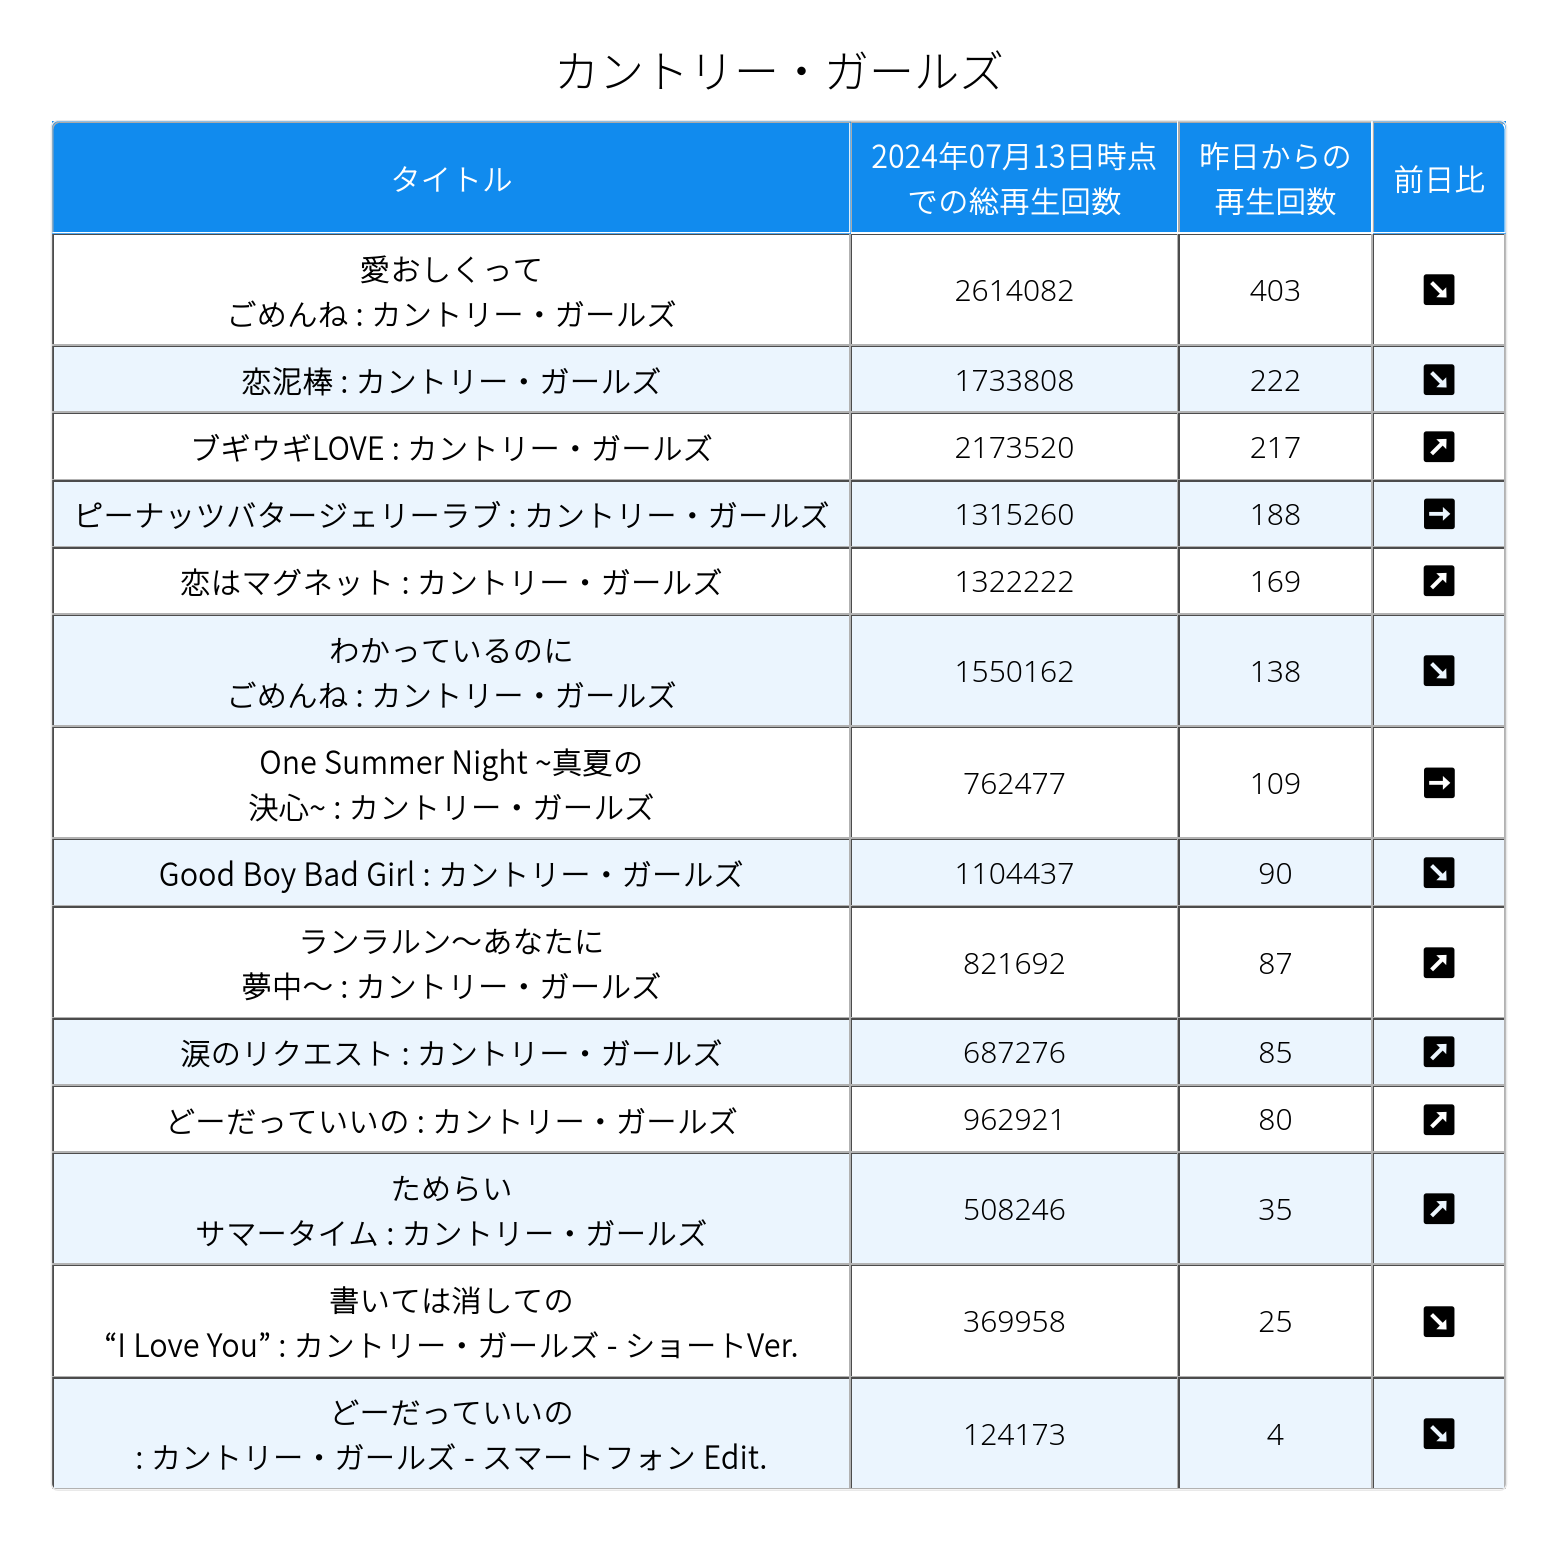 カントリー・ガールズ
タイトル
2024年07月13日時点
での総再生回数
昨日からの
再生回数
前日比
愛おしくって
ごめんね : カントリー・ガールズ
2614082
403
↘
恋泥棒 : カントリー・ガールズ
1733808
222
↘
ブギウギLOVE : カントリー・ガールズ
2173520
217
↗
ピーナッツバタージェリーラブ : カントリー・ガールズ
1315260
188
→
恋はマグネット : カントリー・ガールズ
1322222
169
↗
わかっているのに
ごめんね : カントリー・ガールズ
1550162
138
↘
One Summer Night ~真夏の
決心~ : カントリー・ガールズ
762477
109
→
Good Boy Bad Girl : カントリー・ガールズ
1104437
90
↘
ランラルン～あなたに
夢中～ : カントリー・ガールズ
821692
87
↗
涙のリクエスト : カントリー・ガールズ
687276
85
↗
どーだっていいの : カントリー・ガールズ
962921
80
↗
ためらい
サマータイム : カントリー・ガールズ
508246
35
↗
書いては消しての
“I Love You” : カントリー・ガールズ - ショートVer.
369958
25
↘
どーだっていいの
: カントリー・ガールズ - スマートフォン Edit.
124173
4
↘